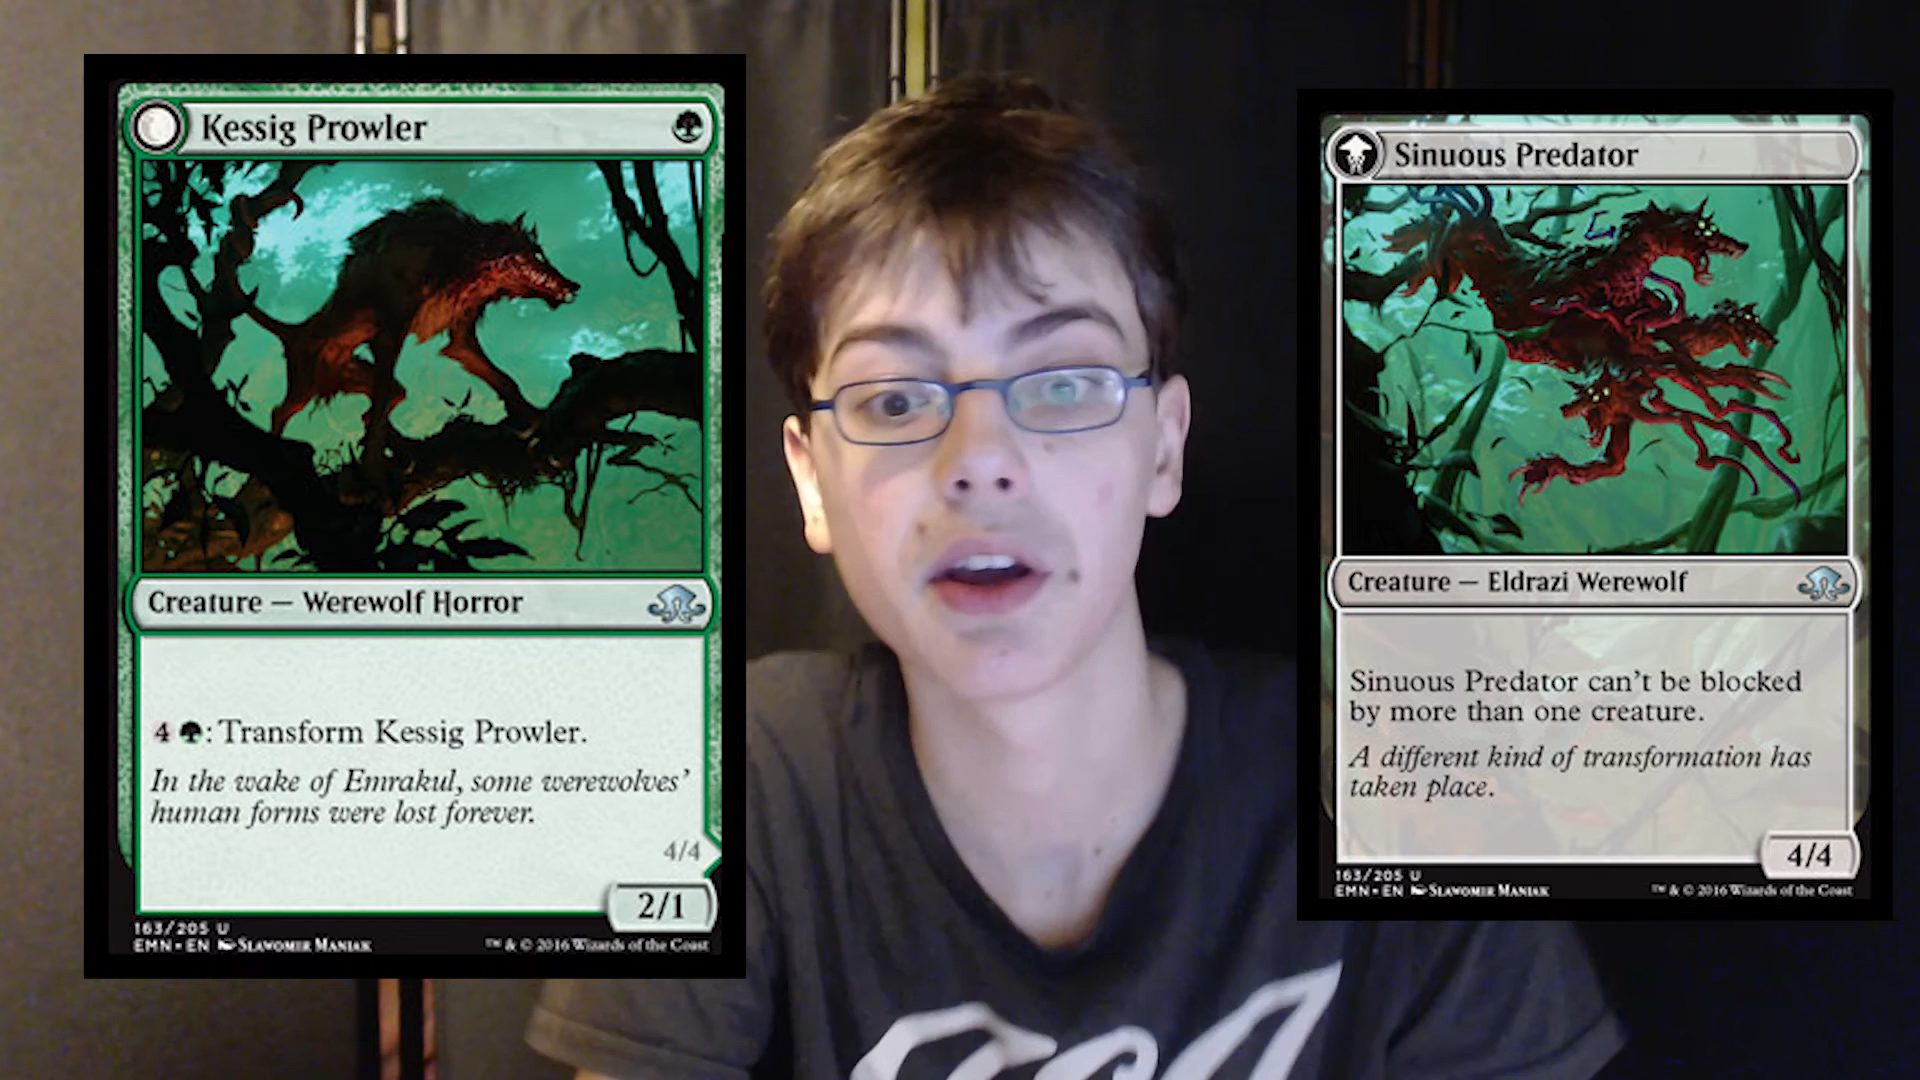 Kessig Prowler
Creature — Werewolf Horror
4 : Transform Kessig Prowler.
In the wake of Emrakul, some werewolves’
human forms were lost forever.
4/4
2/1
163/205 U
EMN • EN SLAWOMIR MANIAK
™ & © 2016 Wizards of the Coast
Sinuous Predator
Creature — Eldrazi Werewolf
Sinuous Predator can’t be blocked
by more than one creature.
A different kind of transformation has
taken place.
4/4
163/205 U
EMN • EN SLAWOMIR MANIAK
™ & © 2016 Wizards of the Coast